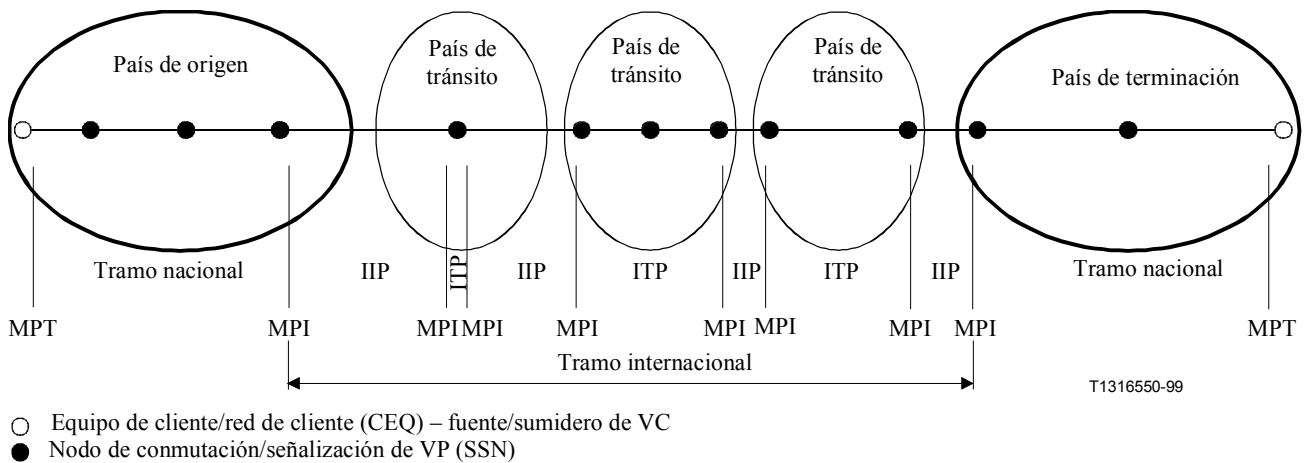 País de origen
País de
tránsito
País de
tránsito
País de
tránsito
País de terminación
Tramo nacional
IIP
ITP
IIP
ITP
IIP
ITP
IIP
Tramo nacional
MPT
MPI
MPI
MPI
MPI
MPI
MPI
MPI
MPI
MPT
Tramo internacional
T1316550-99
Equipo de cliente/red de cliente (CEQ) – fuente/sumidero de VC
Nodo de conmutación/señalización de VP (SSN)